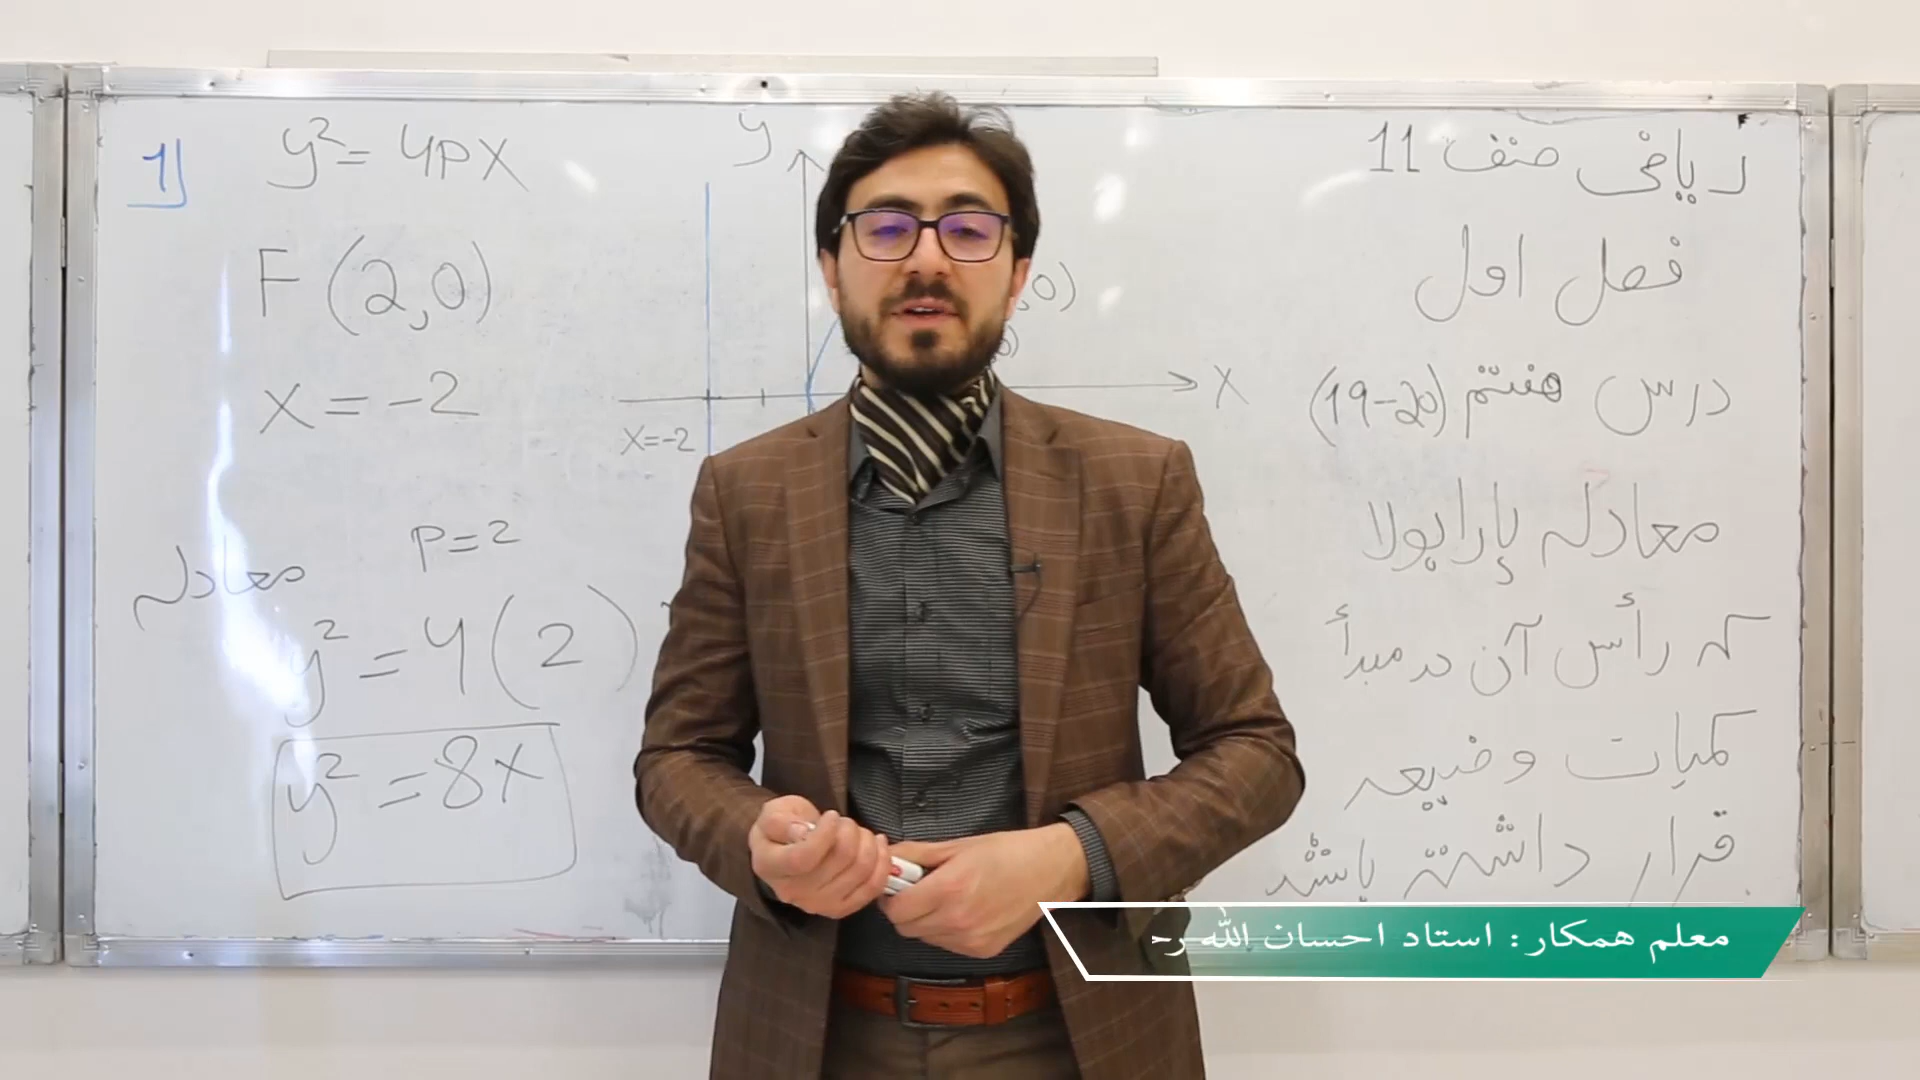 1
y² = 4px
F (2,0)
x = -2
معادله
p=2
y² = 4(2)
y² = 8x
y
,0)
x
x=-2
ریاضی صنف 11
فصل اول
درس هفتم (19-20)
معادله پارابولا
که رأس آن در مبدأ
کمیات وضیعه
قرار داشته باشد
معلم همکار: استاد احسان الله رح